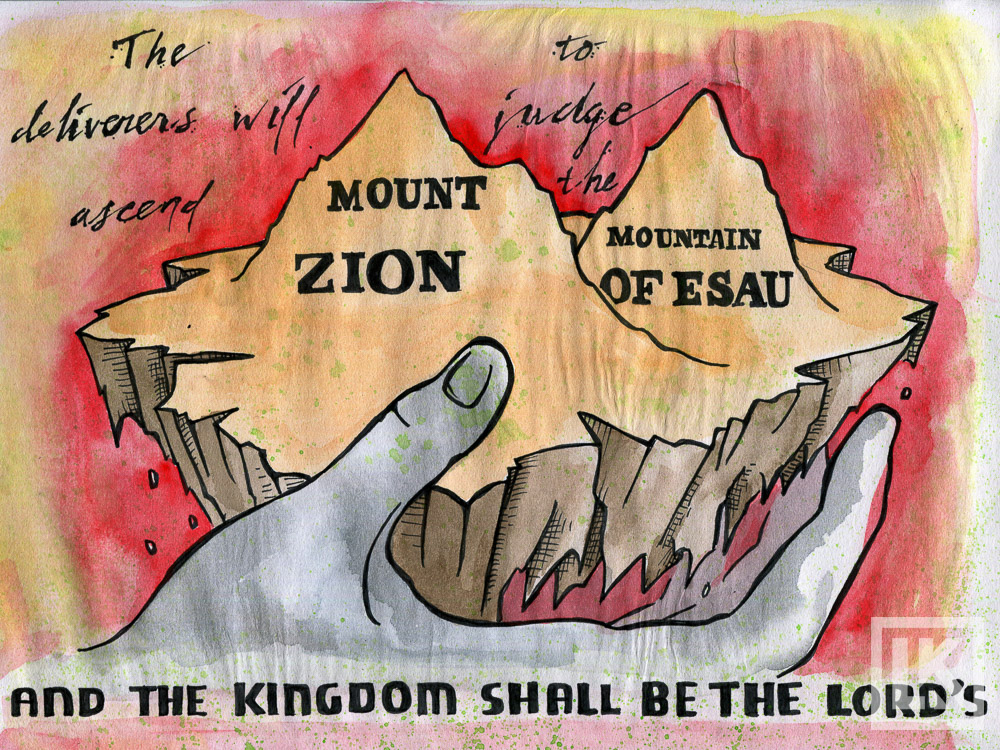 The
deliverers will
ascend
MOUNT
ZION
to
judge
the
MOUNTAIN
OF ESAU
AND THE KINGDOM SHALL BE THE LORD'S